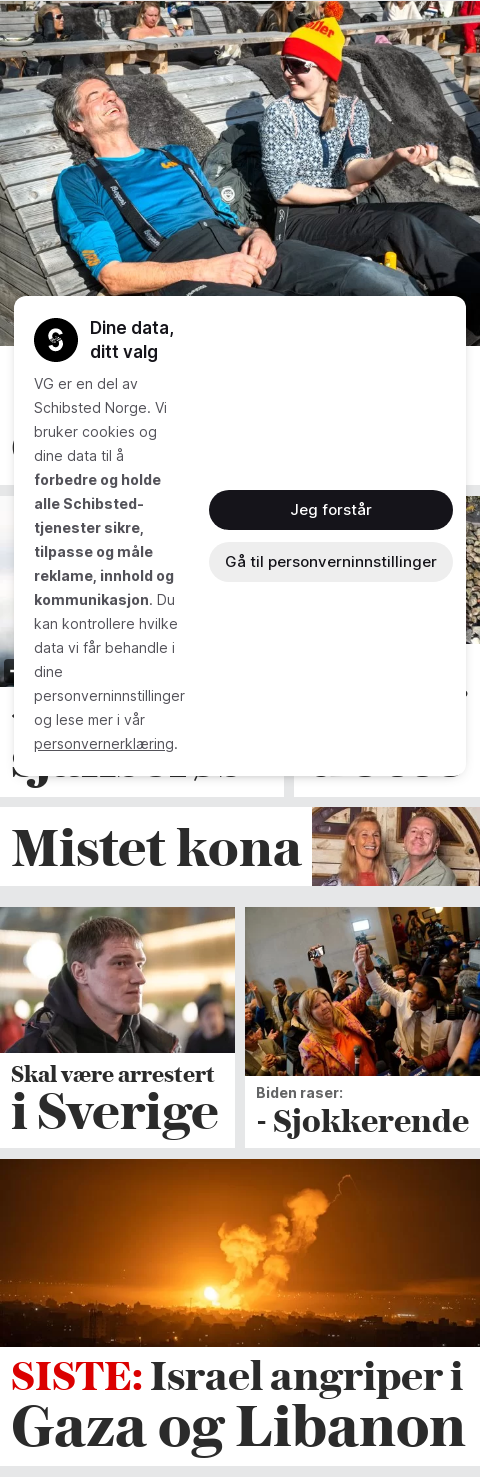 Dine data,
ditt valg
VG er en del av
Schibsted Norge. Vi
bruker cookies og
dine data til å
forbedre og holde
alle Schibsted-
tjenester sikre,
tilpasse og måle
reklame, innhold og
kommunikasjon. Du
kan kontrollere hvilke
data vi får behandle i
dine
personverninnstillinger
og lese mer i vår
personvernerklæring.
Jeg forstår
Gå til personverninnstillinger
Mistet kona
Skal være arrestert
i Sverige
Biden raser:
- Sjokkerende
SISTE: Israel angriper i
Gaza og Libanon